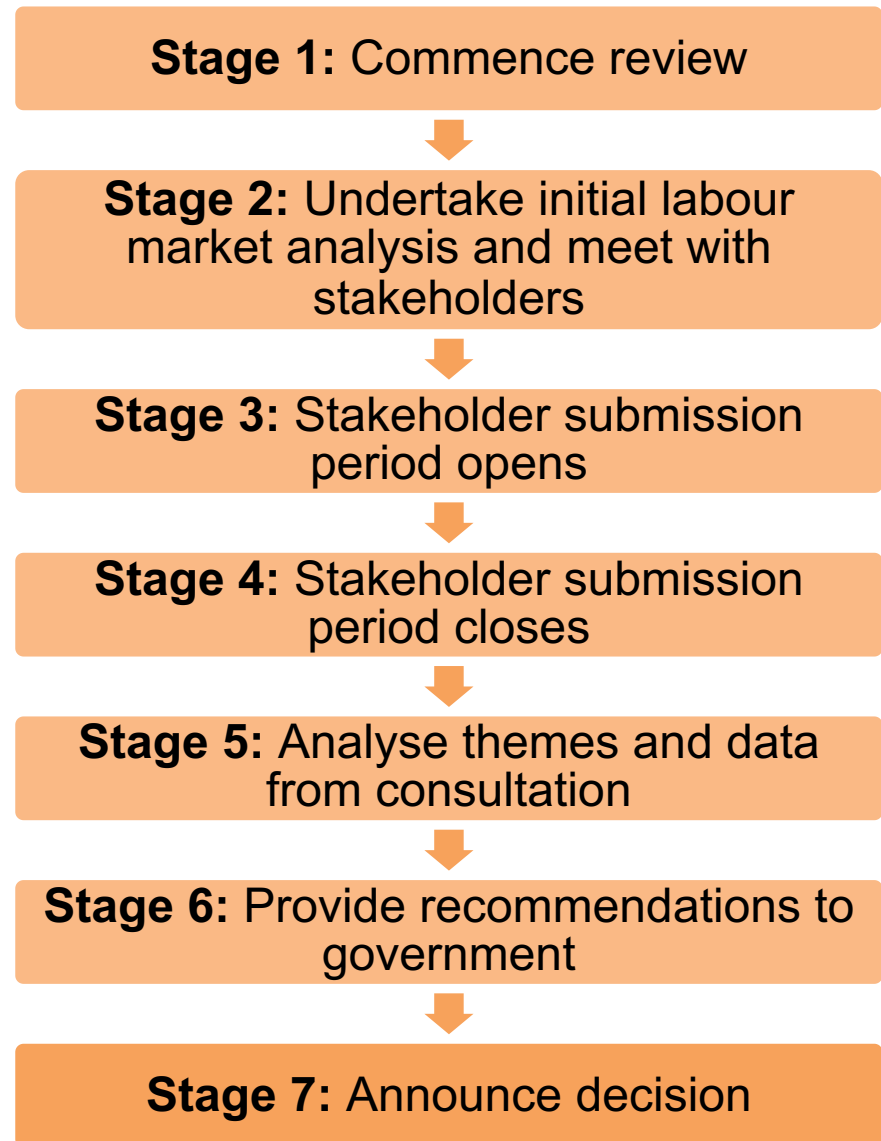 Stage 1: Commence review
Stage 2: Undertake initial labour
market analysis and meet with
stakeholders
Stage 3: Stakeholder submission
period opens
Stage 4: Stakeholder submission
period closes
Stage 5: Analyse themes and data
from consultation
Stage 6: Provide recommendations to
government
Stage 7: Announce decision